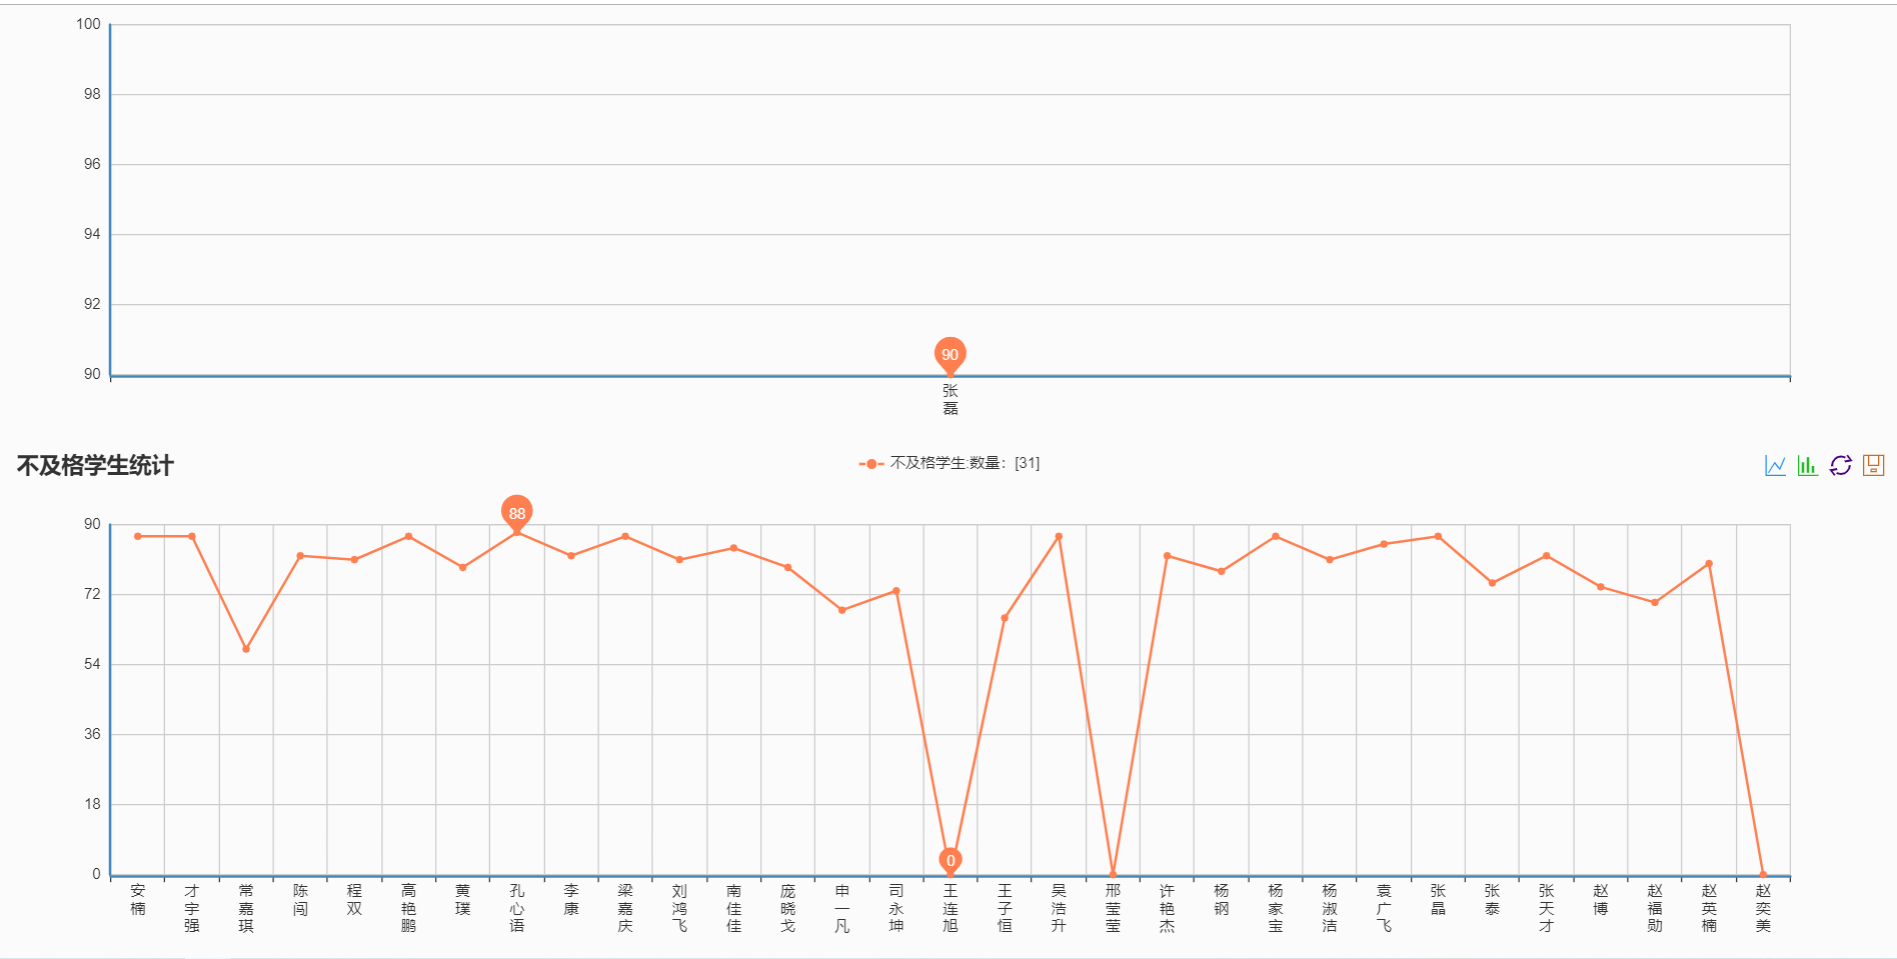 100
98
96
94
92
90
90
张磊
不及格学生统计
不及格学生:数量：[31]
88
90
72
54
36
18
0
0
安楠
才宇强
常嘉琪
陈闯
程双
高艳鹏
黄璞
孔心语
李康
梁嘉庆
刘鸿飞
南佳佳
庞晓戈
申一凡
司永坤
王连旭
王子恒
吴浩升
邢莹莹
许艳杰
杨钢
杨家宝
杨淑洁
袁广飞
张晶
张泰
张天才
赵博
赵福勋
赵英楠
赵奕美